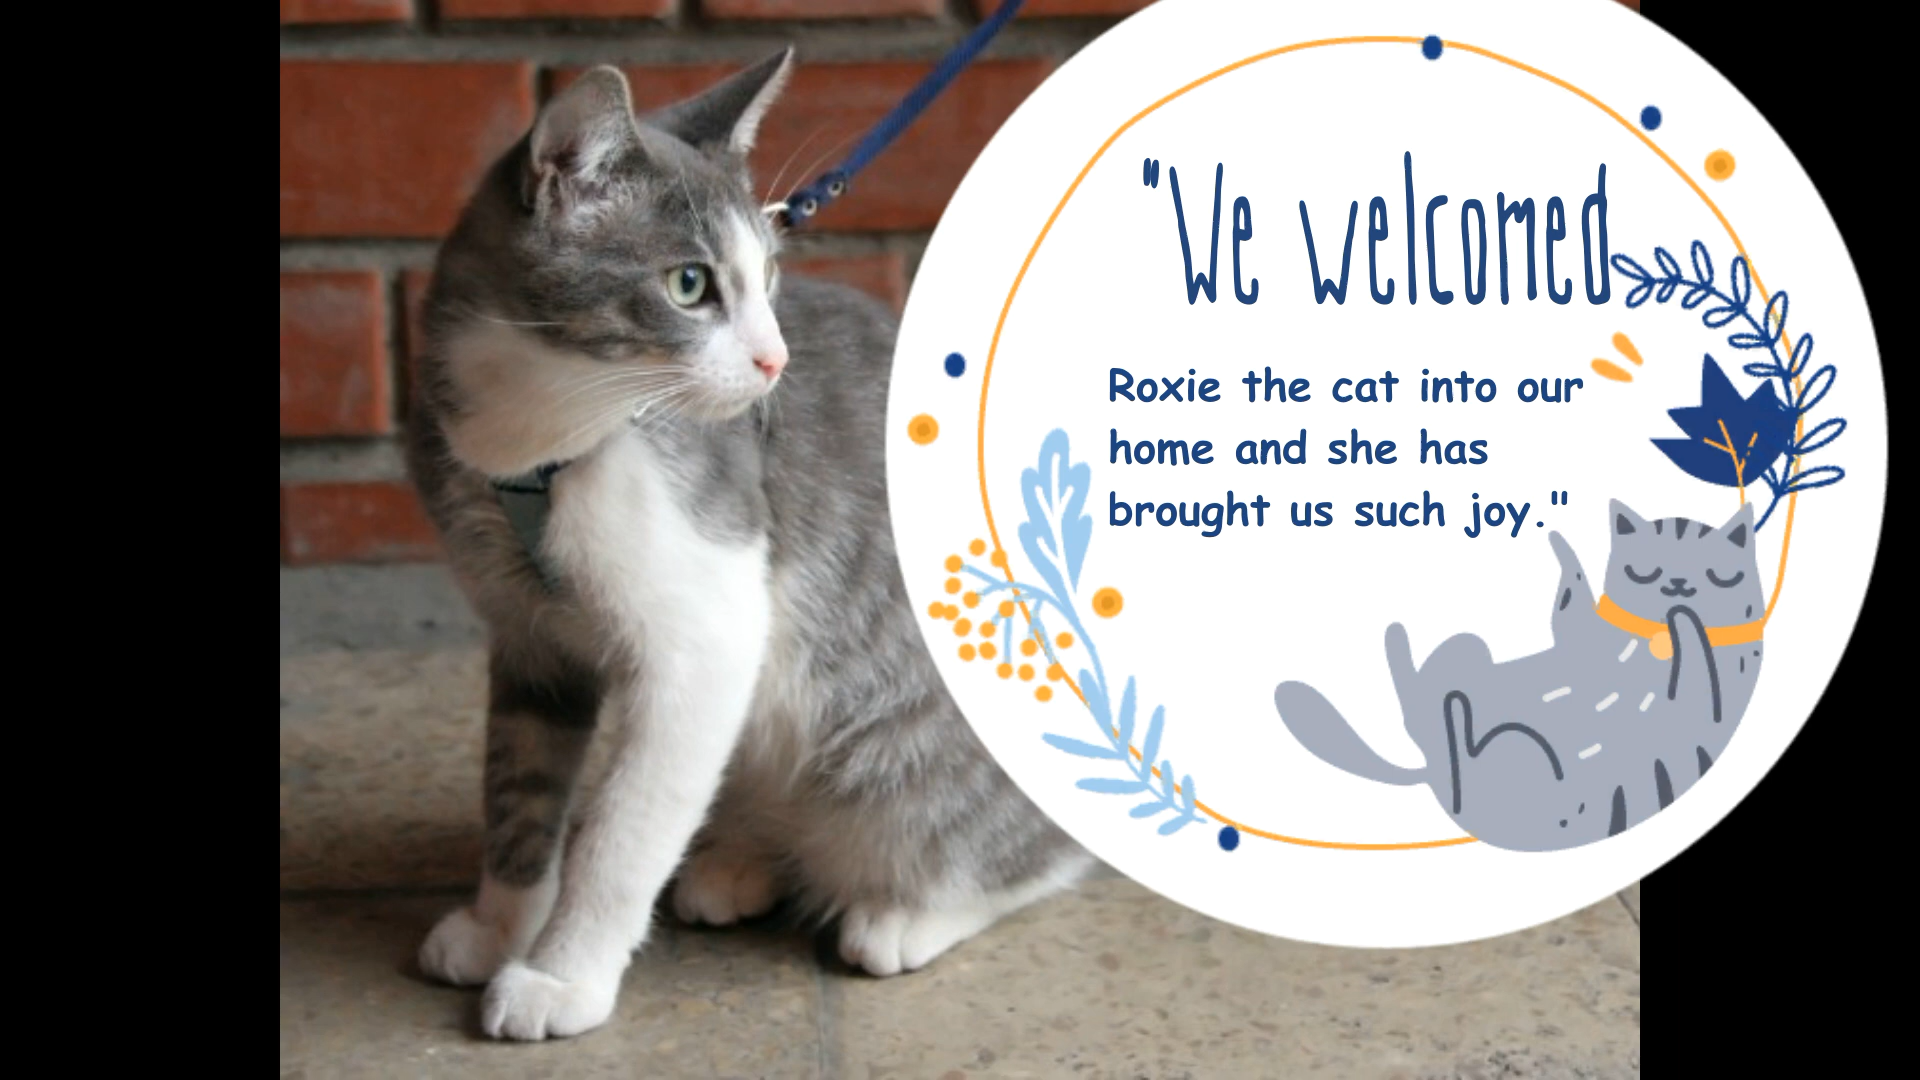 "We welcomed
Roxie the cat into our
home and she has
brought us such joy."